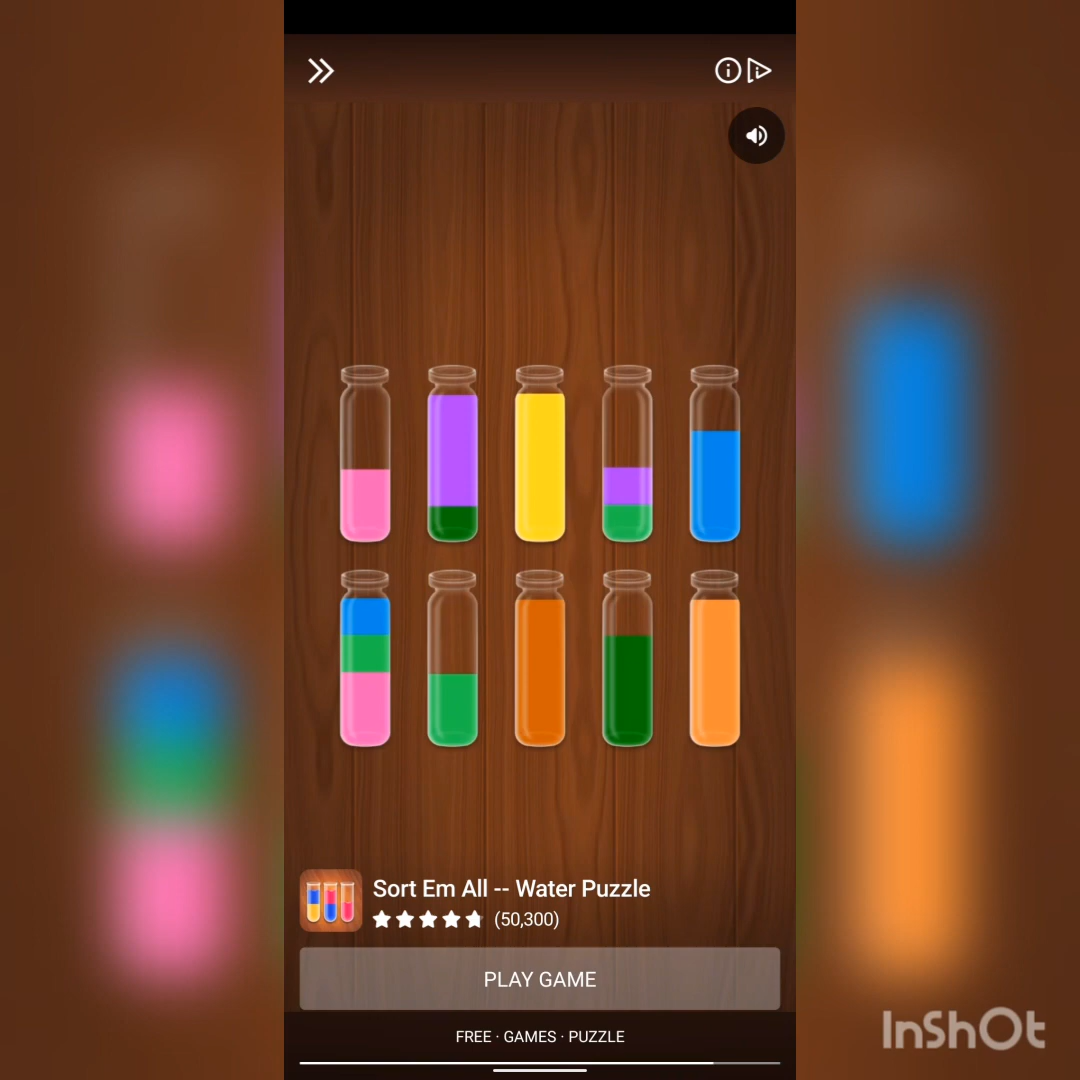 Sort Em All -- Water Puzzle
(50,300)
PLAY GAME
FREE · GAMES · PUZZLE
InShOt